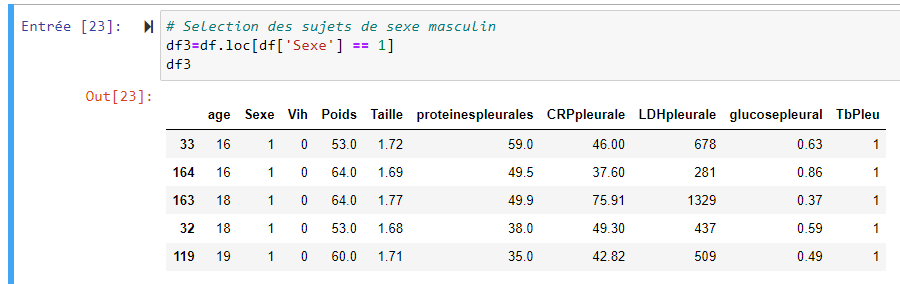 Entrée [23]: # Selection des sujets de sexe masculin
df3=df.loc[df['Sexe'] == 1]
df3
Out[23]:
age Sexe Vih Poids Taille proteinespleurales CRPpleurale LDHpleurale glucosepleural TbPleu
33 16 1 0 53.0 1.72 59.0 46.00 678 0.63 1
164 16 1 0 64.0 1.69 49.5 37.60 281 0.86 1
163 18 1 0 64.0 1.77 49.9 75.91 1329 0.37 1
32 18 1 0 53.0 1.68 38.0 49.30 437 0.59 1
119 19 1 0 60.0 1.71 35.0 42.82 509 0.49 1